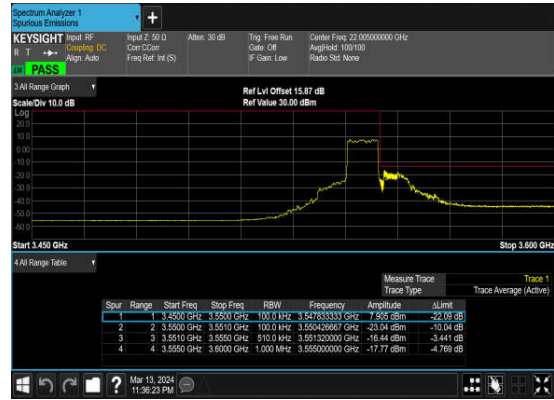 Spectrum Analyzer 1
Spurious Emissions
KEYSIGHT Input: RF Input Z: 50 Ω Atten: 30 dB Trig: Free Run Center Freq: 22.005000000 GHz
R T Coupling: DC Corr CCorr Gate: Off Avg|Hold: 100/100
Align: Auto Freq Ref: Int (S) IF Gain: Low Radio Std: None
PASS
3.All Range Graph
Ref Lvl Offset 15.87 dB
Scale/Div 10.0 dB Ref Value 30.00 dBm
Log
20.0
10.0
0.00
-10.0
-20.0
-30.0
-40.0
-50.0
-60.0
Start 3.450 GHz Stop 3.600 GHz
4.All Range Table
Measure Trace Trace 1
Trace Type Trace Average (Active)
Spur Range Start Freq Stop Freq RBW Frequency Amplitude ΔLimit
1 1 3.4500 GHz 3.5500 GHz 100.0 kHz 3.547833333 GHz 7.905 dBm -22.09 dB
2 2 3.5500 GHz 3.5510 GHz 100.0 kHz 3.550426667 GHz -23.04 dBm -10.04 dB
3 3 3.5510 GHz 3.5550 GHz 510.0 kHz 3.551320000 GHz -16.44 dBm -3.441 dB
4 4 3.5550 GHz 3.6000 GHz 1.000 MHz 3.555000000 GHz -17.77 dBm -4.769 dB
Mar 13, 2024
11:36:23 PM